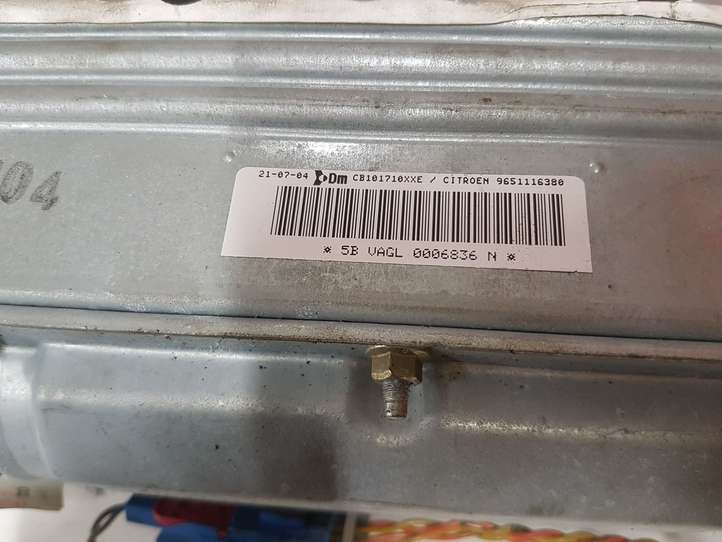 21-07-04 Dm CB101710XXE / CITROEN 9651116380
* 5B VAGL 0006836 N *
04